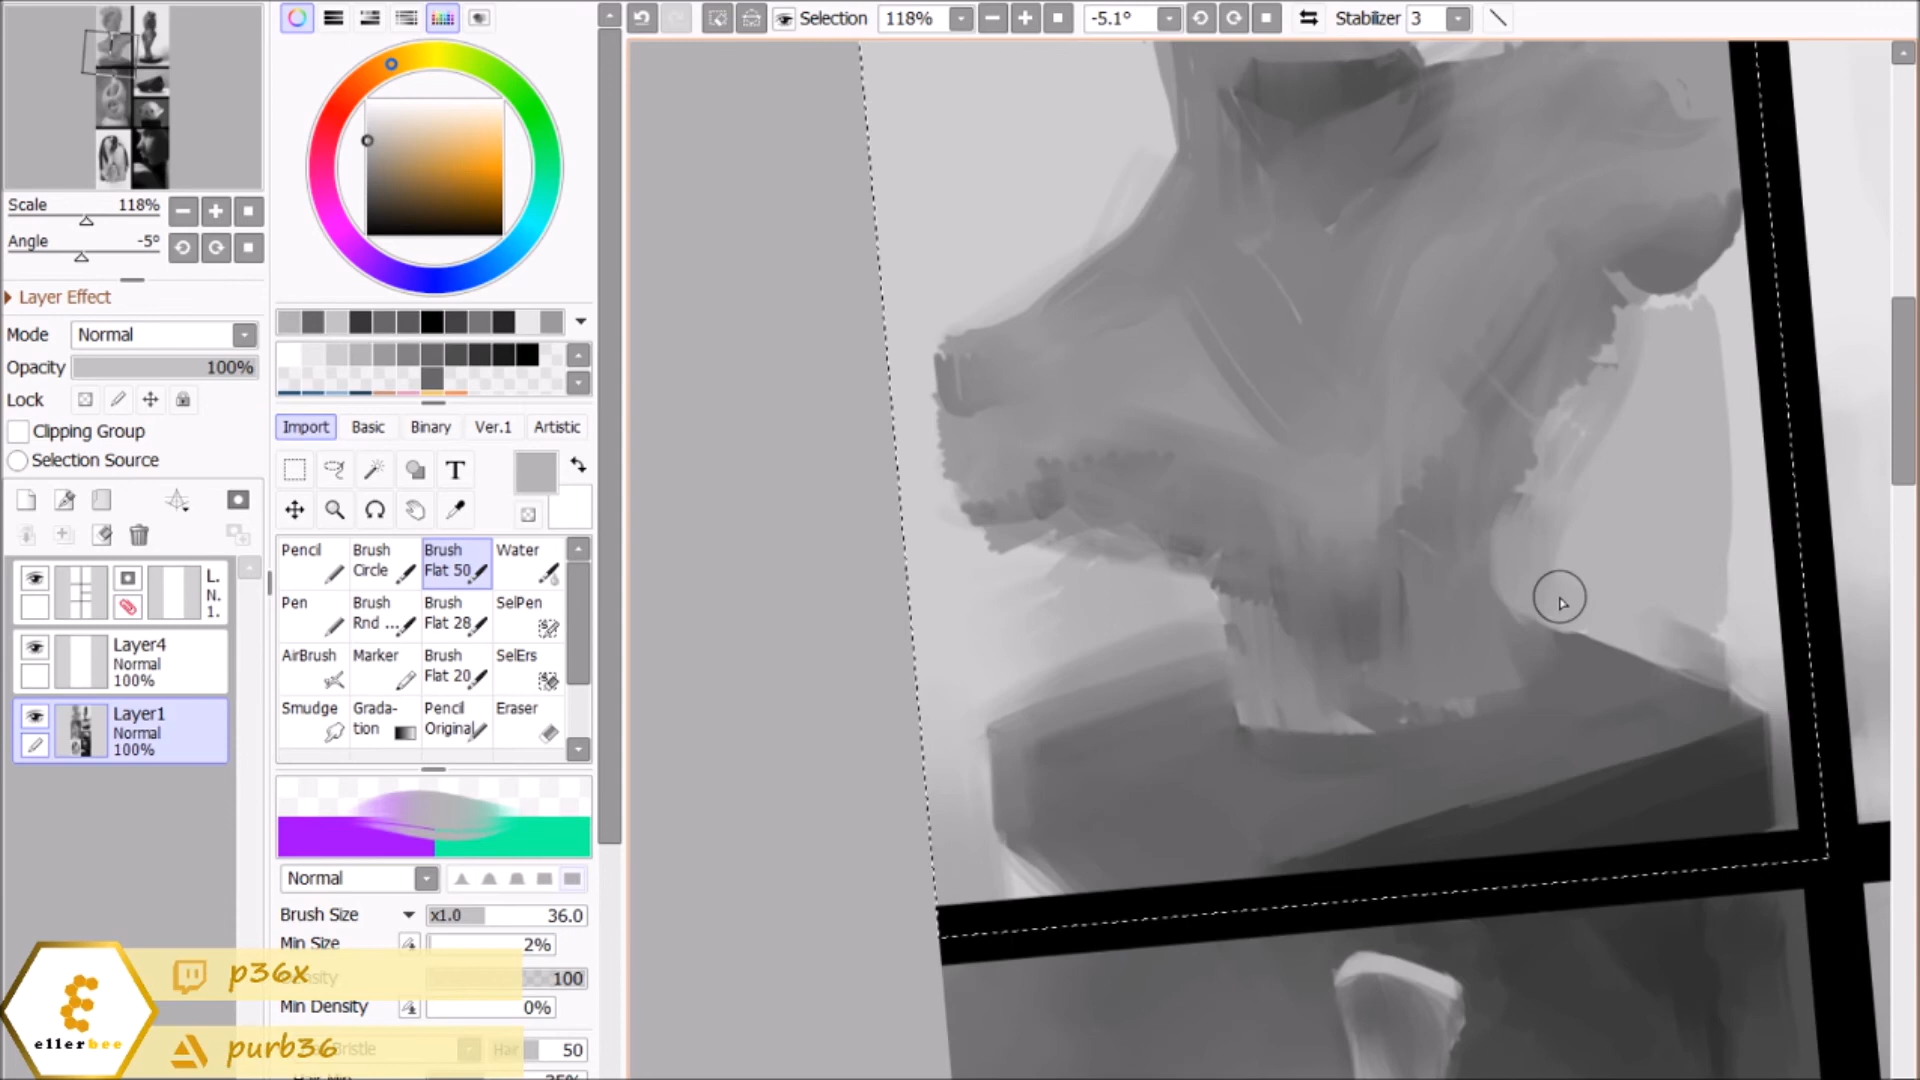 Selection 118% -5.1° Stabilizer 3
Scale 118%
Angle -5°
Layer Effect
Mode Normal
Opacity 100%
Lock
Clipping Group
Selection Source
L.
N.
1.
Layer4
Normal
100%
Layer1
Normal
100%
Import Basic Binary Ver.1 Artistic
T
Pencil Brush Circle Brush Flat 50 Water
Pen Brush Rnd ... Brush Flat 28 SelPen
AirBrush Marker Brush Flat 20 SelErs
Smudge Grada-tion Pencil Original Eraser
Normal
Brush Size x1.0 36.0
Min Size 2%
100
Min Density 0%
50
p36x
ellerbee
purb36